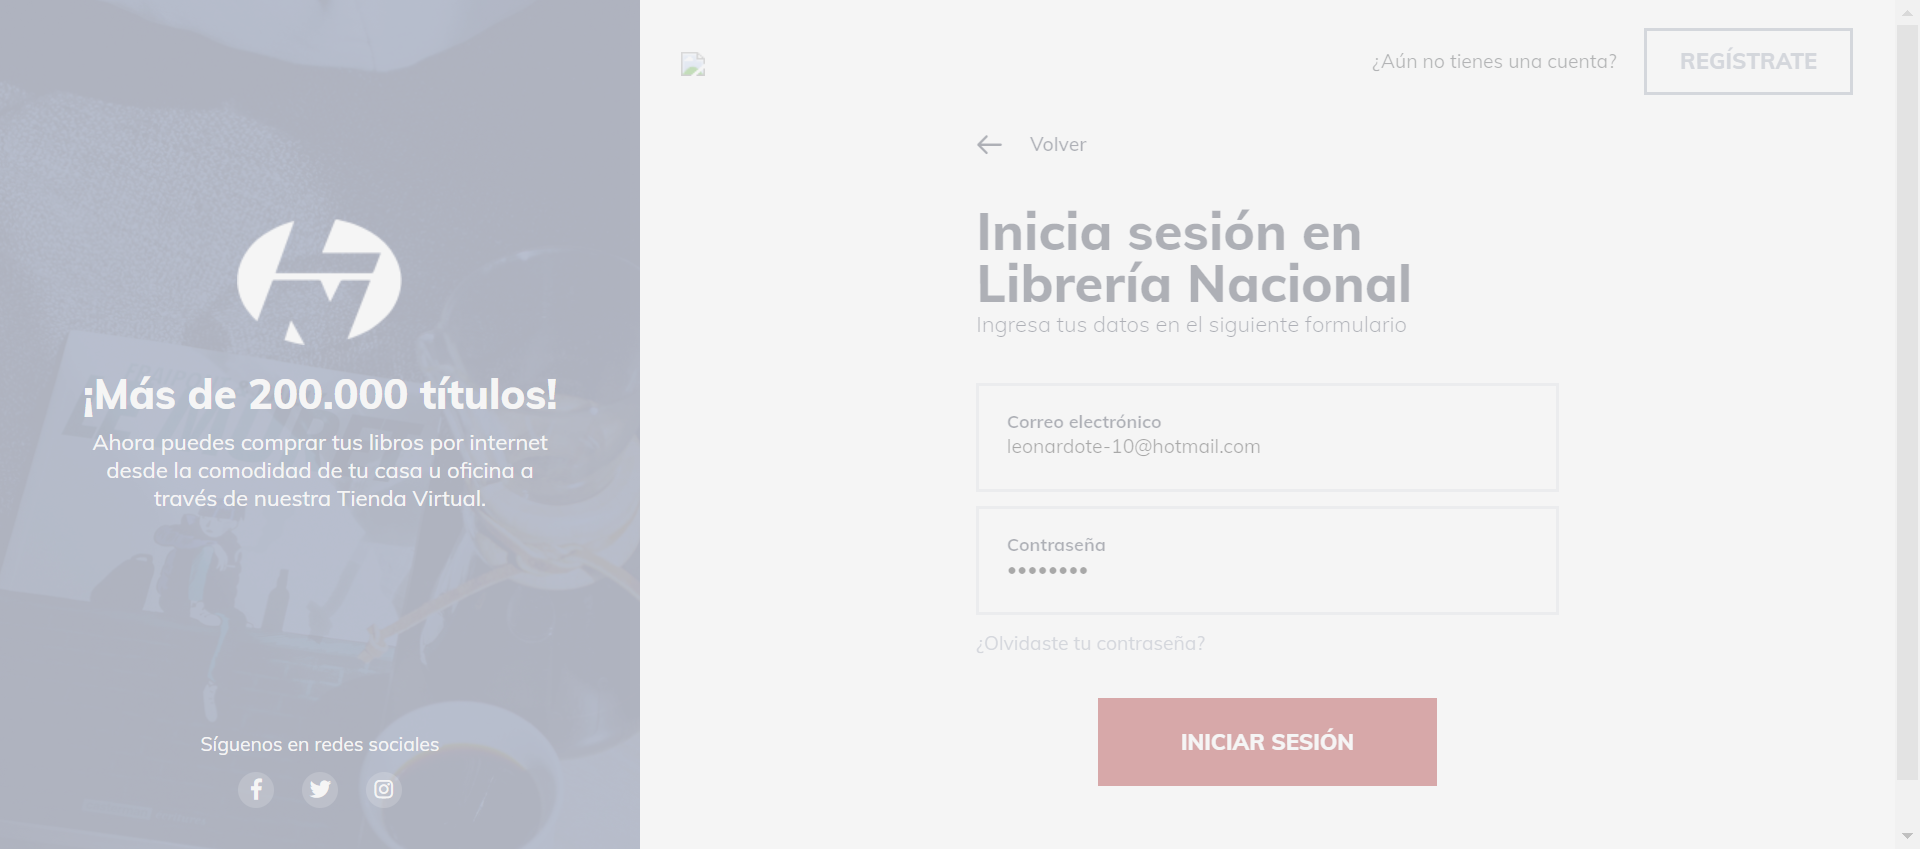 ¡Más de 200.000 títulos!
Ahora puedes comprar tus libros por internet
desde la comodidad de tu casa u oficina a
través de nuestra Tienda Virtual.
Síguenos en redes sociales
¿Aún no tienes una cuenta?
REGÍSTRATE
Volver
Inicia sesión en
Librería Nacional
Ingresa tus datos en el siguiente formulario
Correo electrónico
leonardote-10@hotmail.com
Contraseña
••••••••
¿Olvidaste tu contraseña?
INICIAR SESIÓN